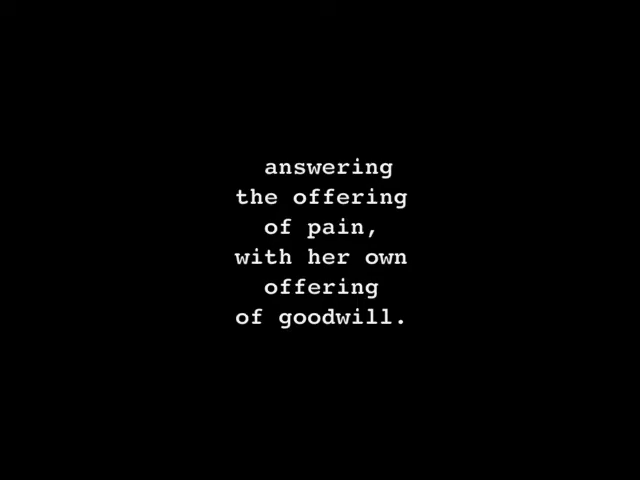 answering
the offering
of pain,
with her own
offering
of goodwill.